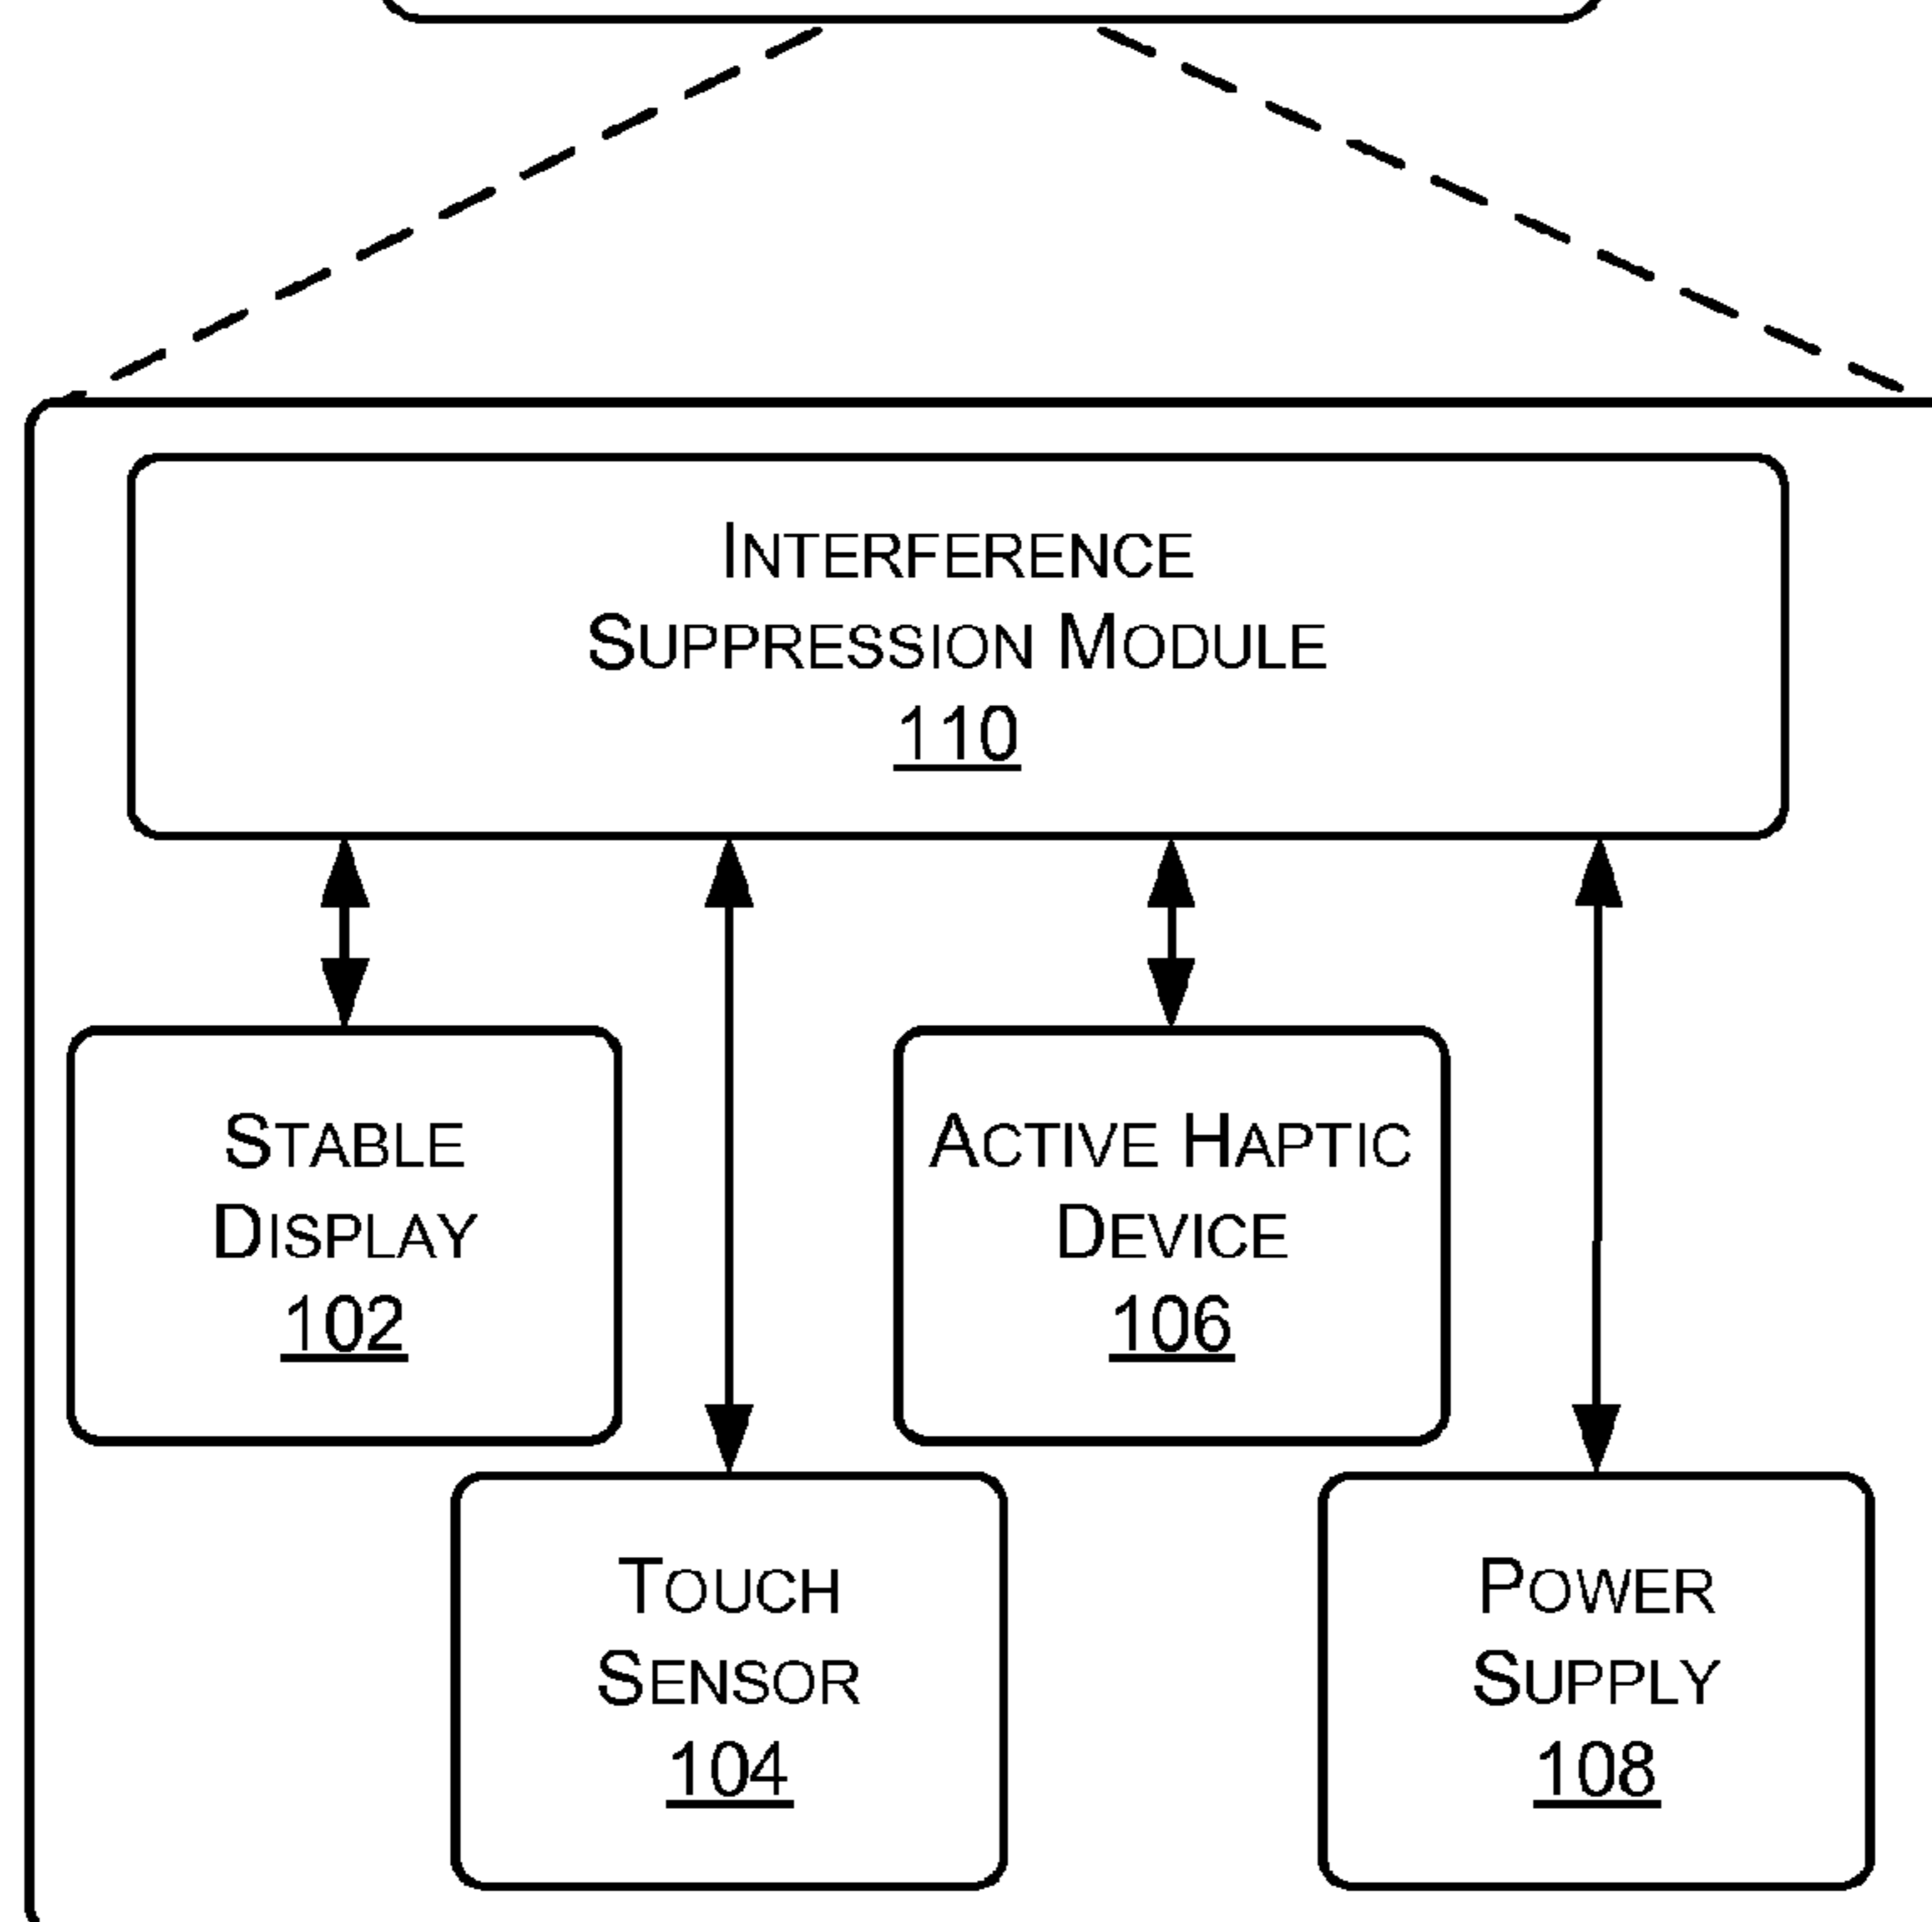 INTERFERENCE
SUPPRESSION MODULE
110
STABLE
DISPLAY
102
ACTIVE HAPTIC
DEVICE
106
TOUCH
SENSOR
104
POWER
SUPPLY
108